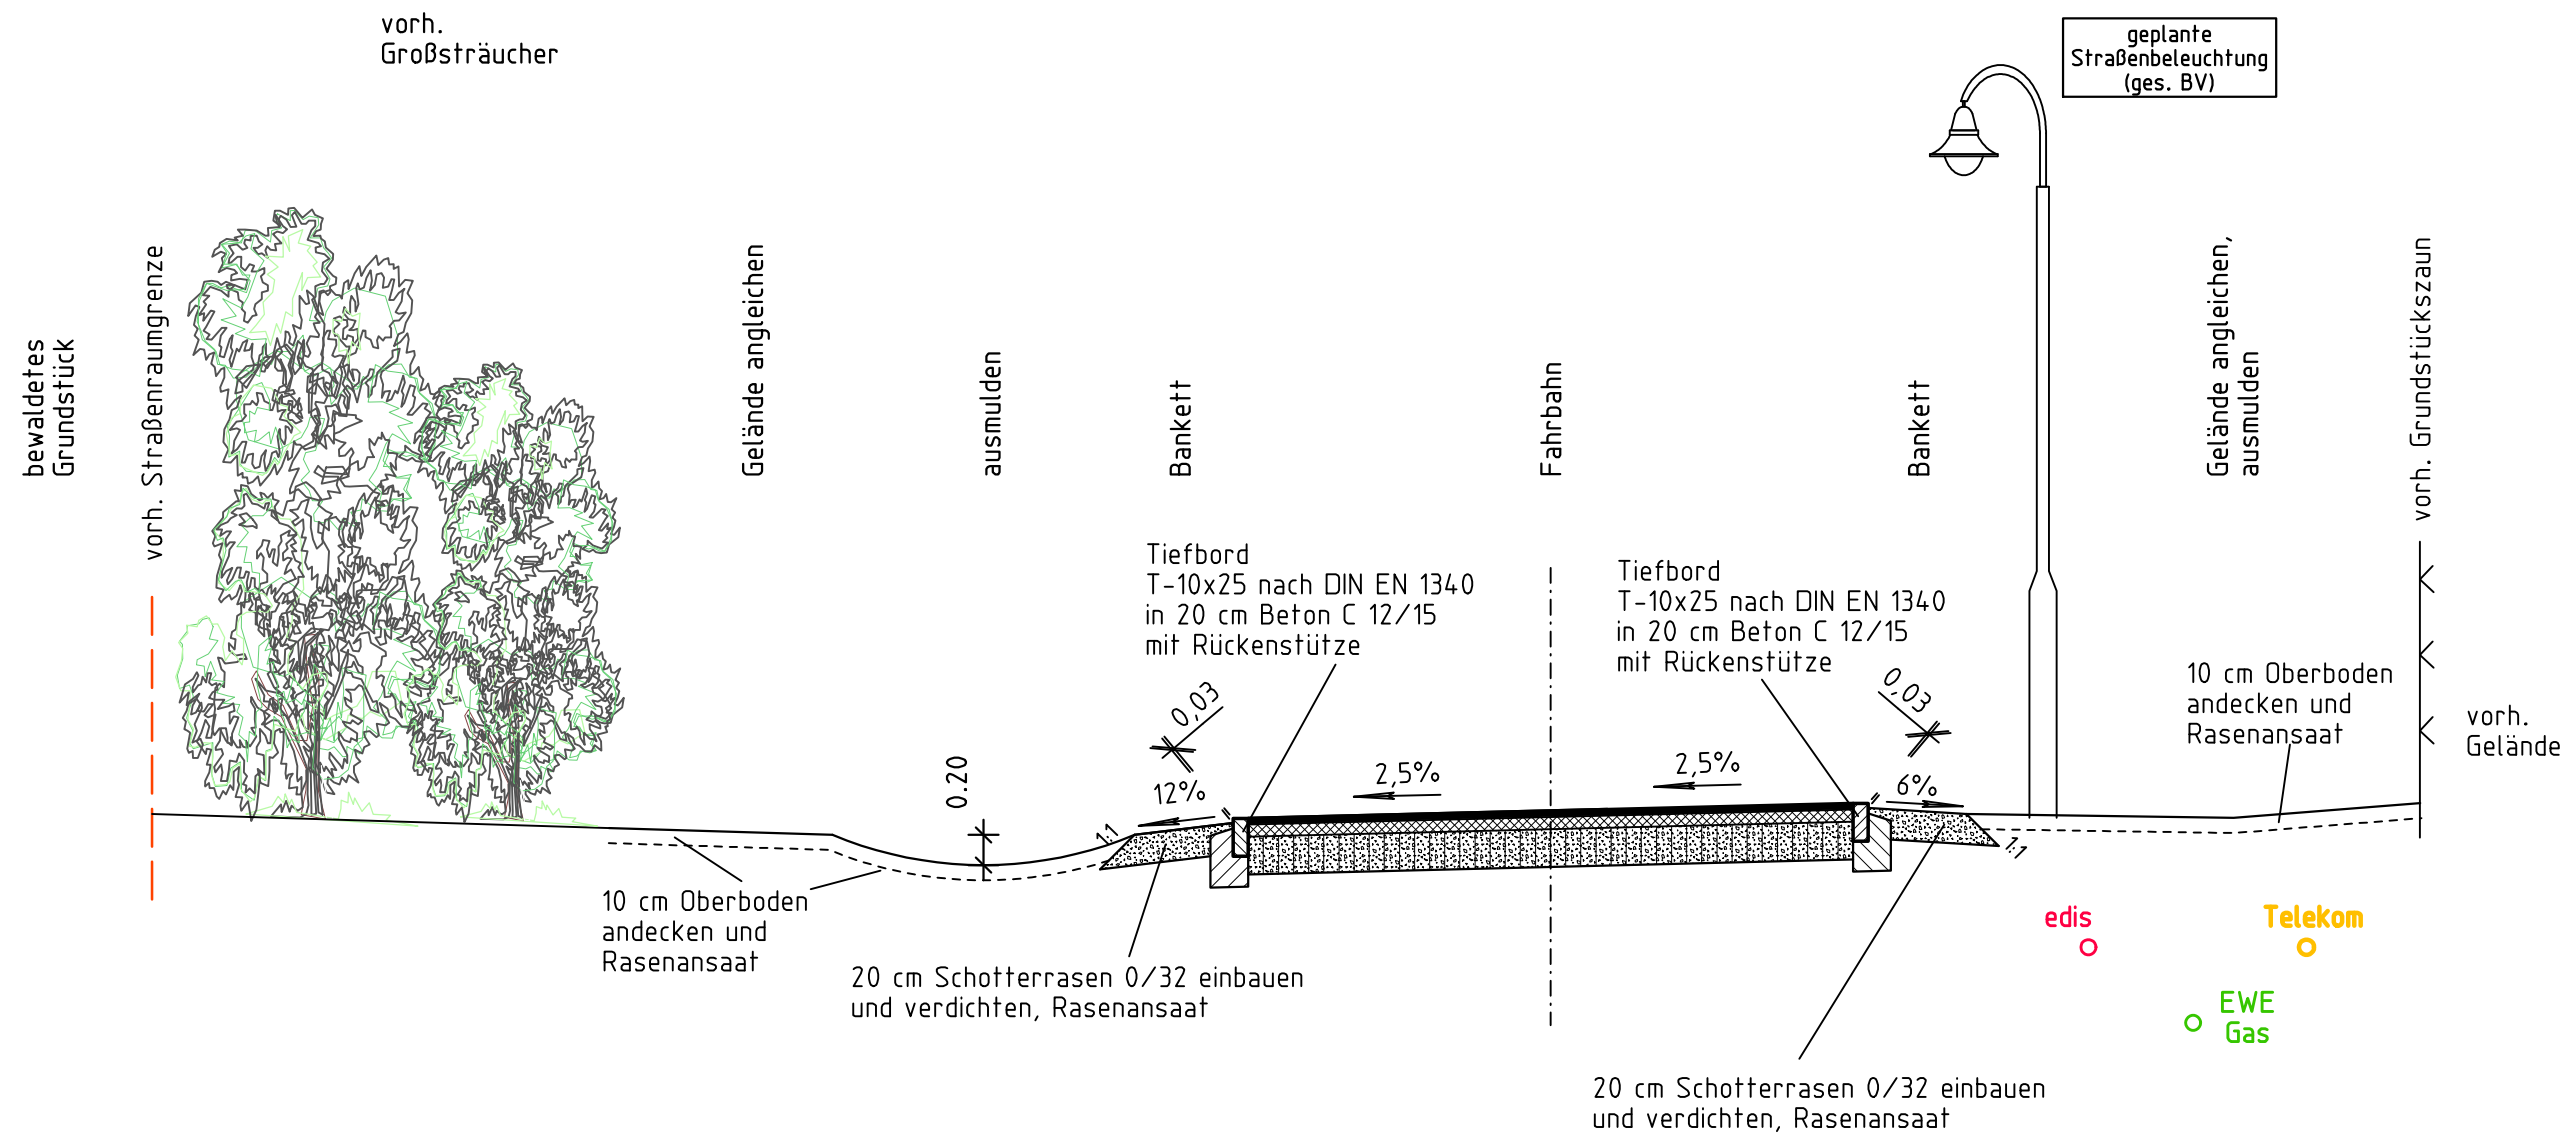 vorh.
Großsträucher
geplante
Straßenbeleuchtung
(ges. BV)
bewaldetes
Grundstück
vorh. Straßenraumgrenze
Gelände angleichen
ausmulden
Bankett
Fahrbahn
Bankett
Gelände angleichen,
ausmulden
vorh. Grundstückszaun
Tiefbord
T-10x25 nach DIN EN 1340
in 20 cm Beton C 12/15
mit Rückenstütze
Tiefbord
T-10x25 nach DIN EN 1340
in 20 cm Beton C 12/15
mit Rückenstütze
0,03
0,03
10 cm Oberboden
andecken und
Rasenansaat
vorh.
Gelände
0.20
12%
2,5%
2,5%
6%
1:1
1:1
10 cm Oberboden
andecken und
Rasenansaat
20 cm Schotterrasen 0/32 einbauen
und verdichten, Rasenansaat
edis
Telekom
EWE
Gas
20 cm Schotterrasen 0/32 einbauen
und verdichten, Rasenansaat